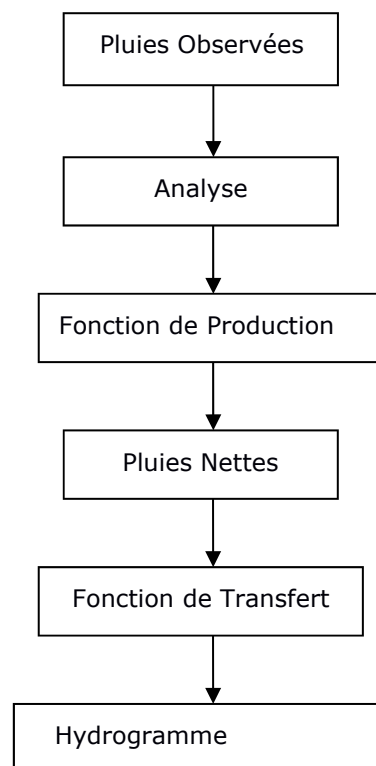 Pluies Observées
Analyse
Fonction de Production
Pluies Nettes
Fonction de Transfert
Hydrogramme